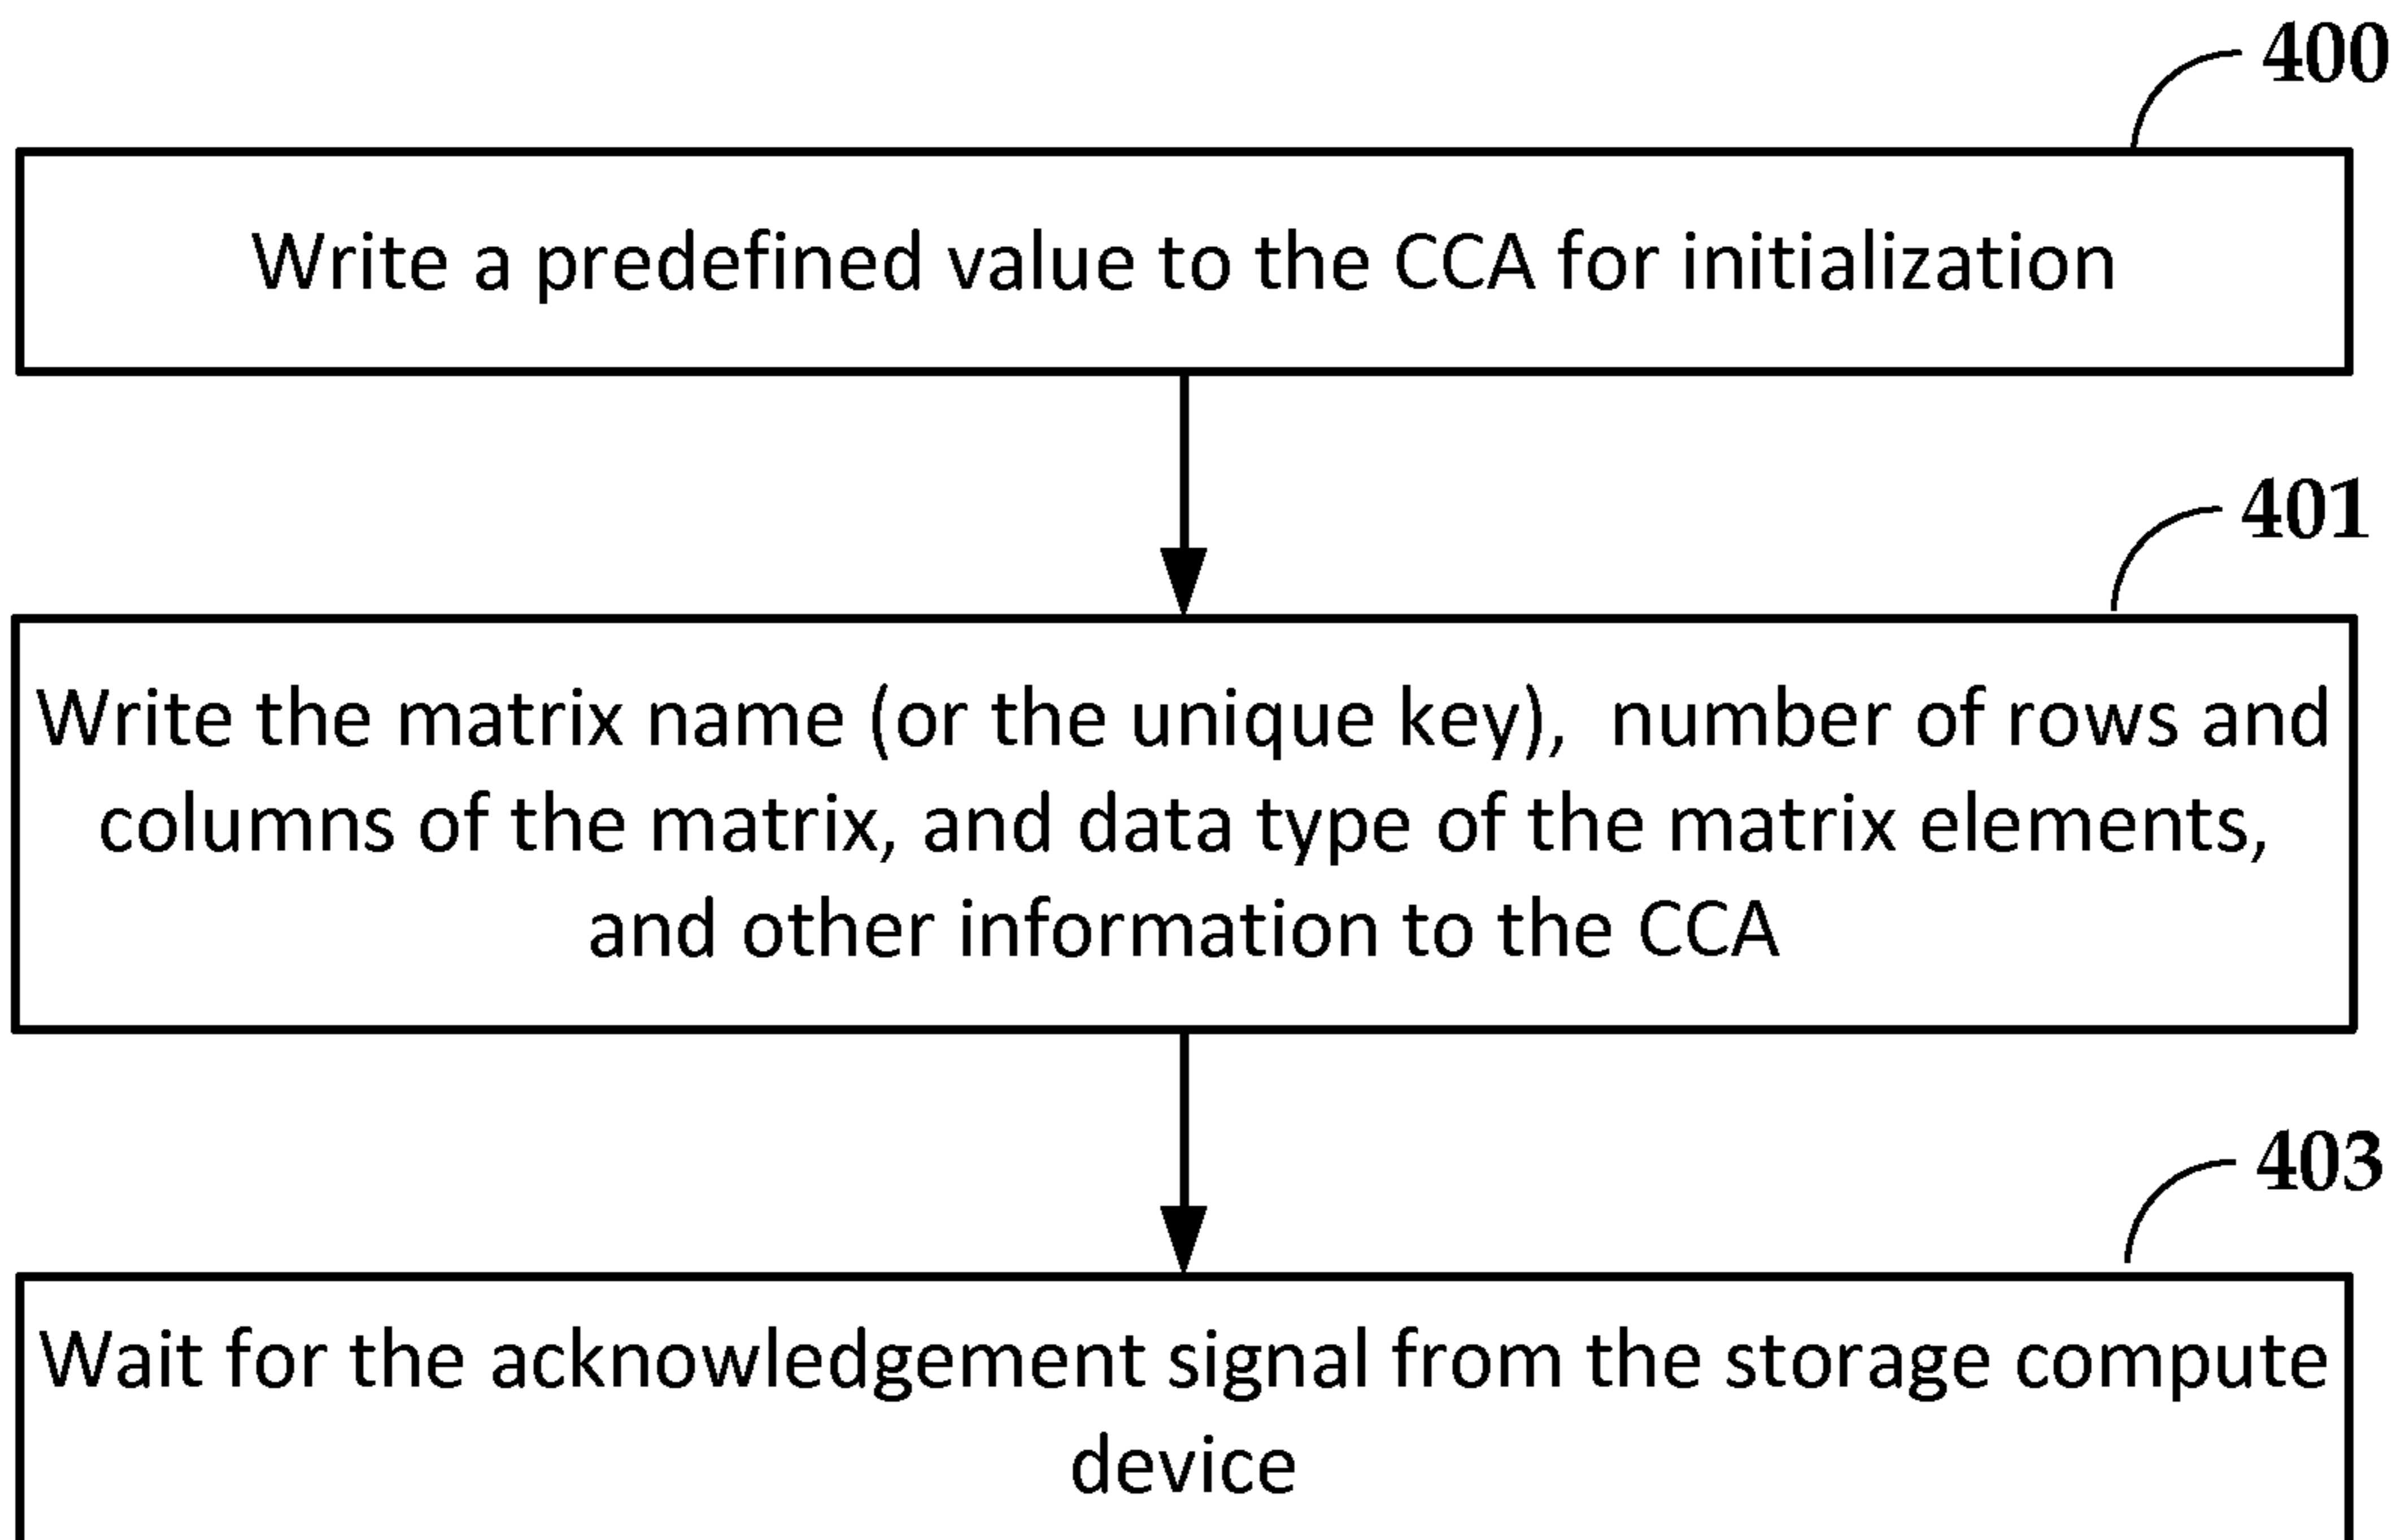 400
Write a predefined value to the CCA for initialization
401
Write the matrix name (or the unique key), number of rows and
columns of the matrix, and data type of the matrix elements,
and other information to the CCA
403
Wait for the acknowledgement signal from the storage compute
device